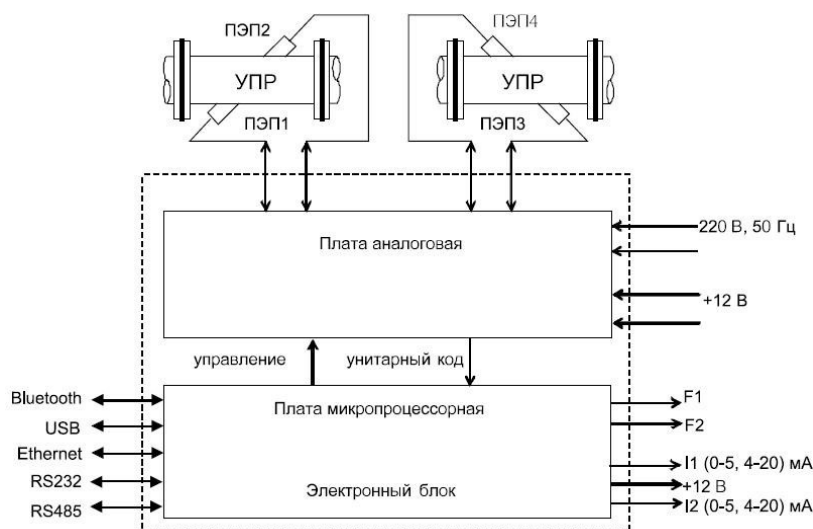 ПЭП2
ПЭП4
УПР
УПР
ПЭП1
ПЭП3
Плата аналоговая
220 В, 50 Гц
+12 В
управление
унитарный код
Bluetooth
USB
Ethernet
RS232
RS485
Плата микропроцессорная
Электронный блок
F1
F2
I1 (0-5, 4-20) мА
+12 В
I2 (0-5, 4-20) мА